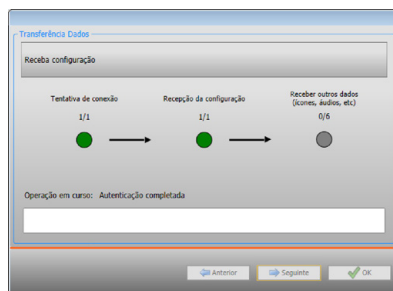 Transferência Dados
Receba configuração
Tentativa de conexão
1/1
Recepção da configuração
1/1
Receber outros dados
(ícones, áudios, etc)
0/6
Operação em curso: Autenticação completada
Anterior
Seguinte
OK